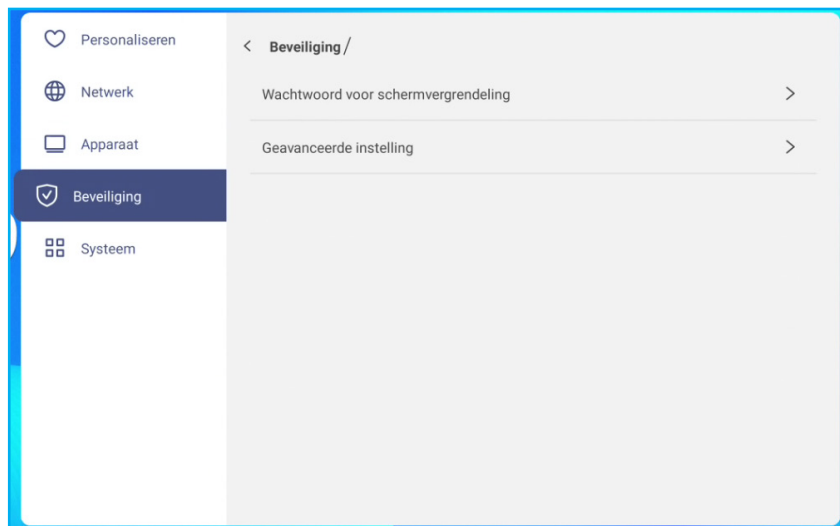 Personaliseren
Netwerk
Apparaat
Beveiliging
Systeem
Beveiliging /
Wachtwoord voor schermvergrendeling
Geavanceerde instelling